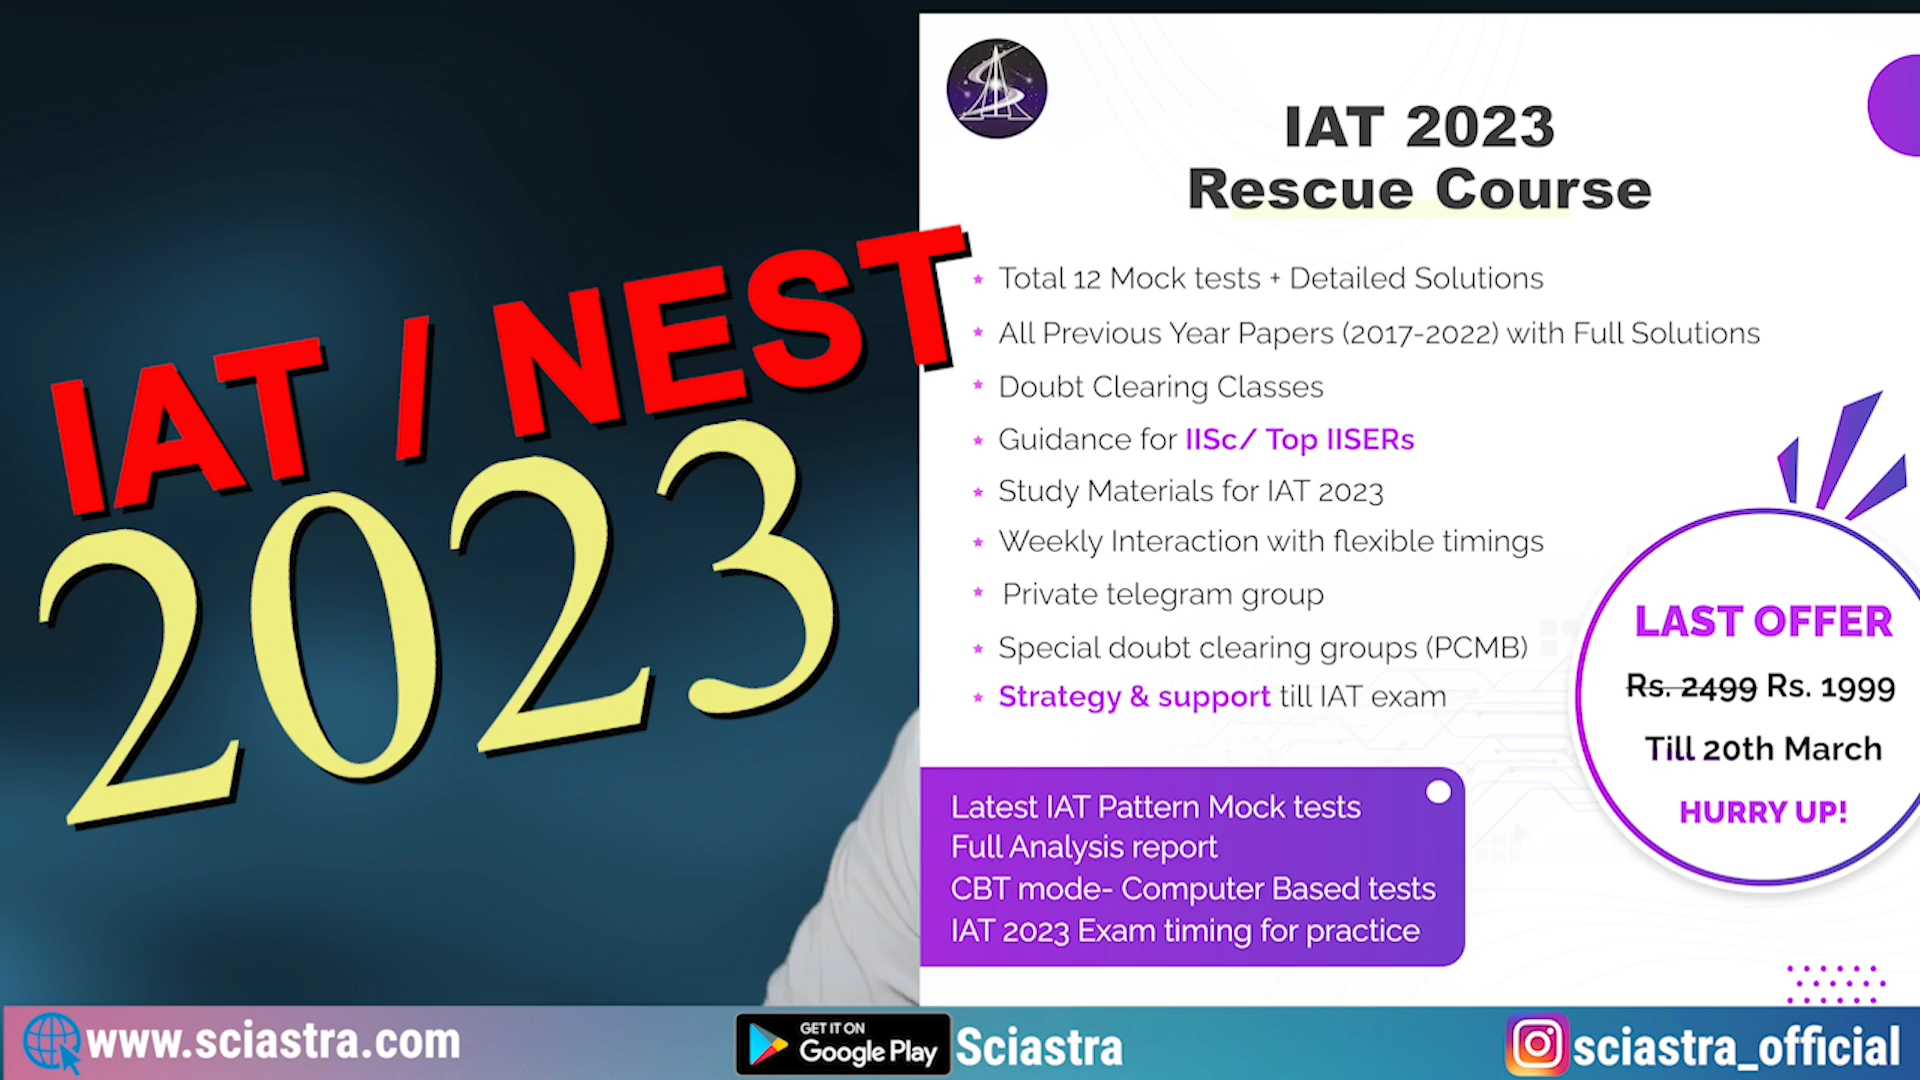 IAT / NEST
2023
IAT 2023
Rescue Course
Total 12 Mock tests + Detailed Solutions
All Previous Year Papers (2017-2022) with Full Solutions
Doubt Clearing Classes
Guidance for IISc/ Top IISERs
Study Materials for IAT 2023
Weekly Interaction with flexible timings
Private telegram group
Special doubt clearing groups (PCMB)
Strategy & support till IAT exam
LAST OFFER
Rs. 2499 Rs. 1999
Till 20th March
HURRY UP!
Latest IAT Pattern Mock tests
Full Analysis report
CBT mode- Computer Based tests
IAT 2023 Exam timing for practice
www.sciastra.com
GET IT ON
Google Play
Sciastra
sciastra_official